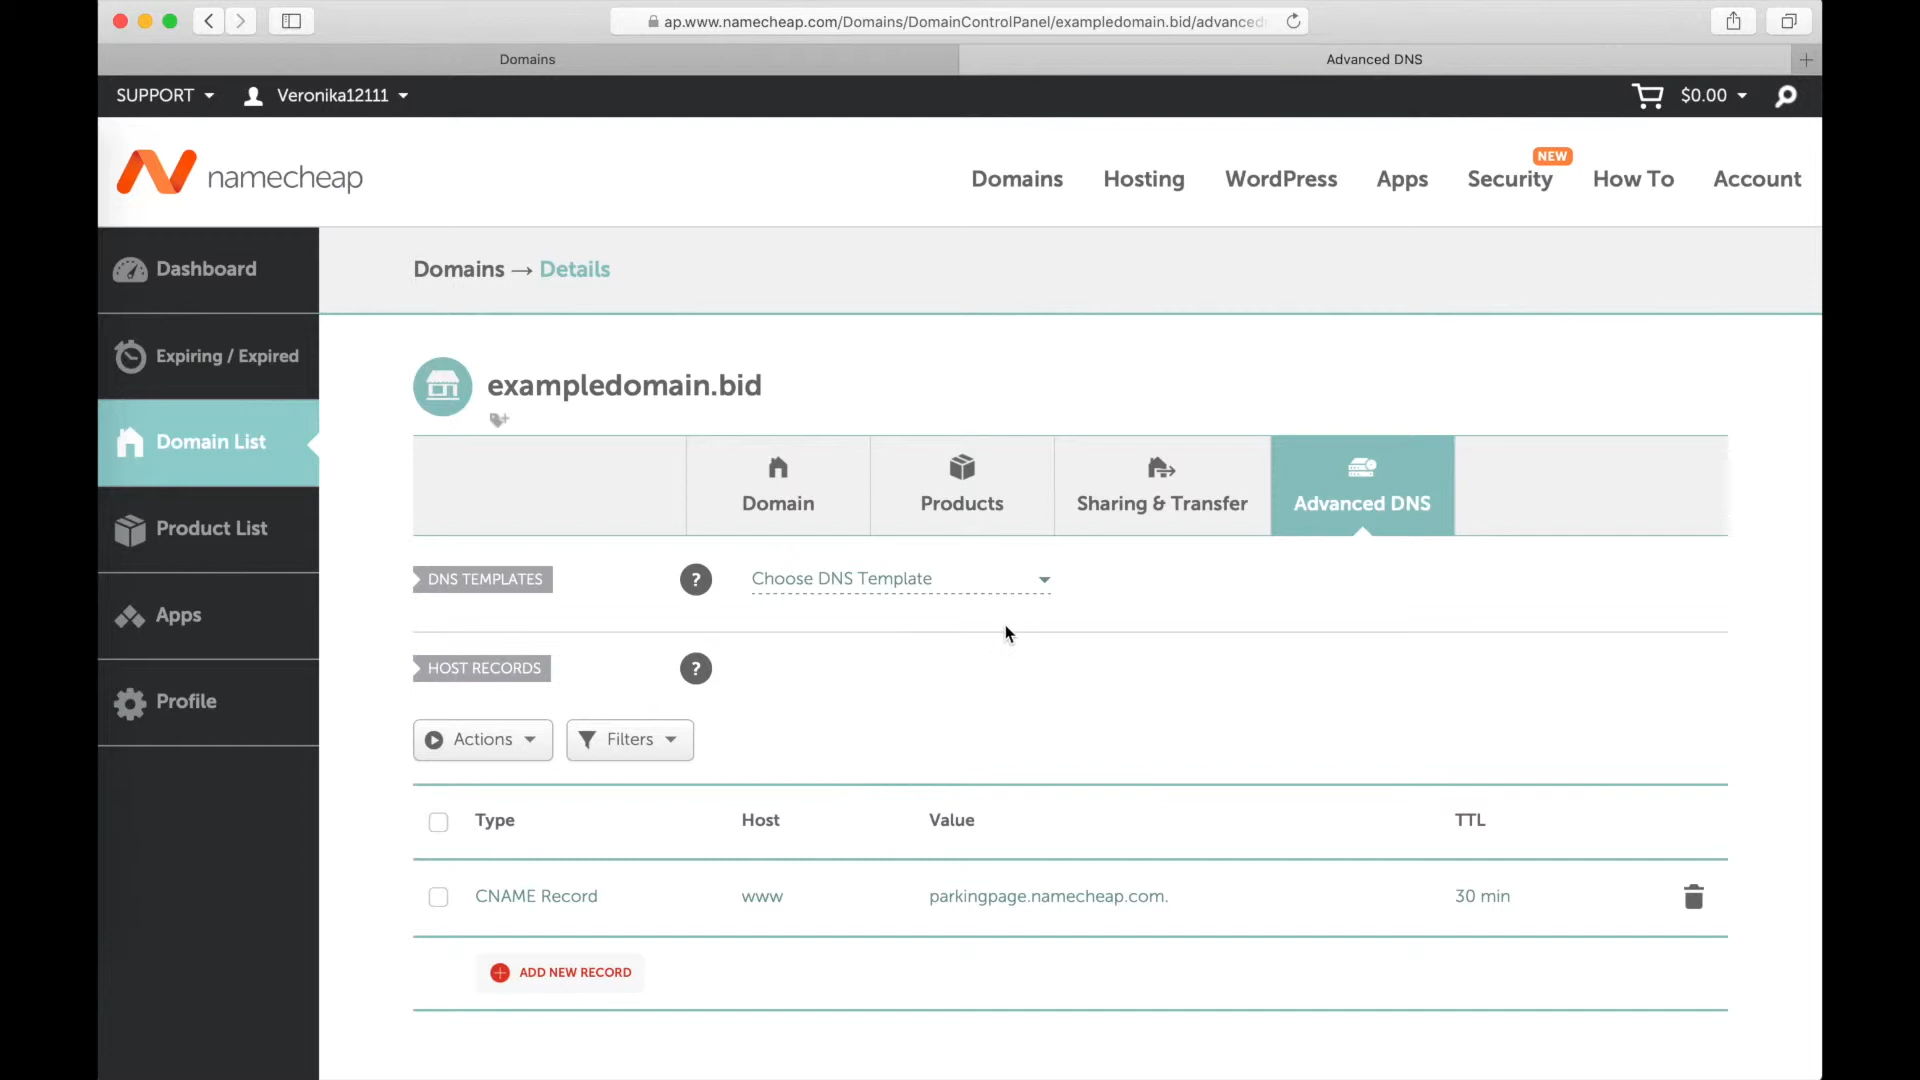 ap.www.namecheap.com/Domains/DomainControlPanel/exampledomain.bid/advanced
Domains
Advanced DNS
SUPPORT
Veronika12111
$0.00
namecheap
Domains
Hosting
WordPress
Apps
Security
NEW
How To
Account
Dashboard
Expiring / Expired
Domain List
Product List
Apps
Profile
Domains → Details
exampledomain.bid
Domain
Products
Sharing & Transfer
Advanced DNS
DNS TEMPLATES
?
Choose DNS Template
HOST RECORDS
?
Actions
Filters
Type Host Value TTL
CNAME Record www parkingpage.namecheap.com. 30 min
ADD NEW RECORD